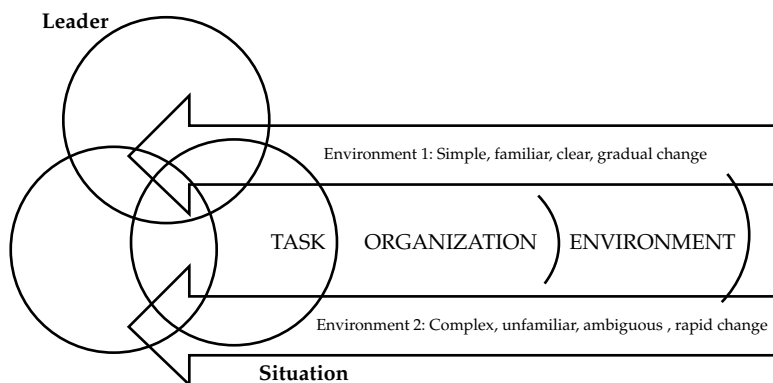 Leader
Environment 1: Simple, familiar, clear, gradual change
TASK ORGANIZATION ENVIRONMENT
Environment 2: Complex, unfamiliar, ambiguous , rapid change
Situation